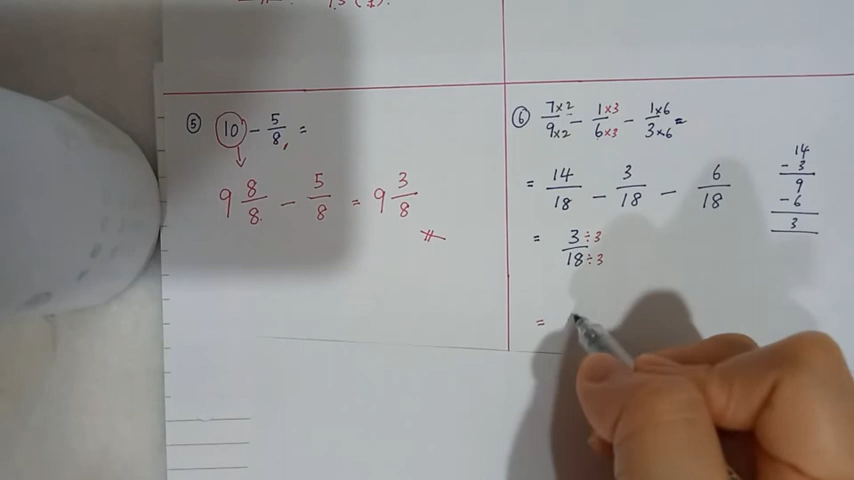 ⑤ 10 - 5/8 =
9 8/8 - 5/8 = 9 3/8
⑥ 7×2/9×2 - 1×3/6×3 - 1×6/3×6 =
= 14/18 - 3/18 - 6/18
= 3÷3/18÷3
=
14
- 3
9
- 6
3